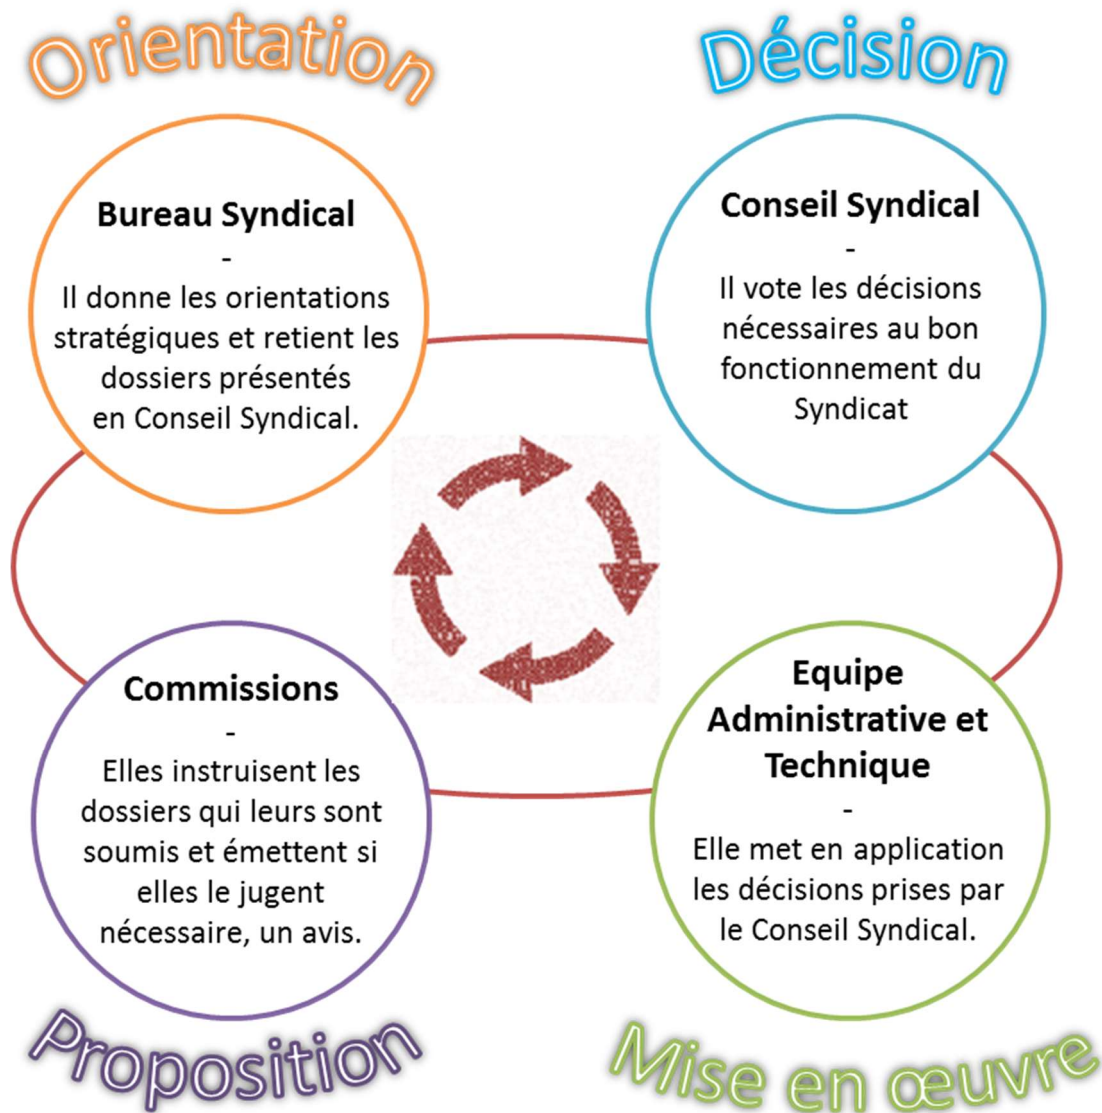 Orientation
Bureau Syndical
-
Il donne les orientations
stratégiques et retient les
dossiers présentés
en Conseil Syndical.
Décision
Conseil Syndical
-
Il vote les décisions
nécessaires au bon
fonctionnement du
Syndicat
Commissions
-
Elles instruisent les
dossiers qui leurs sont
soumis et émettent si
elles le jugent
nécessaire, un avis.
Proposition
Equipe
Administrative et
Technique
-
Elle met en application
les décisions prises par
le Conseil Syndical.
Mise en œuvre